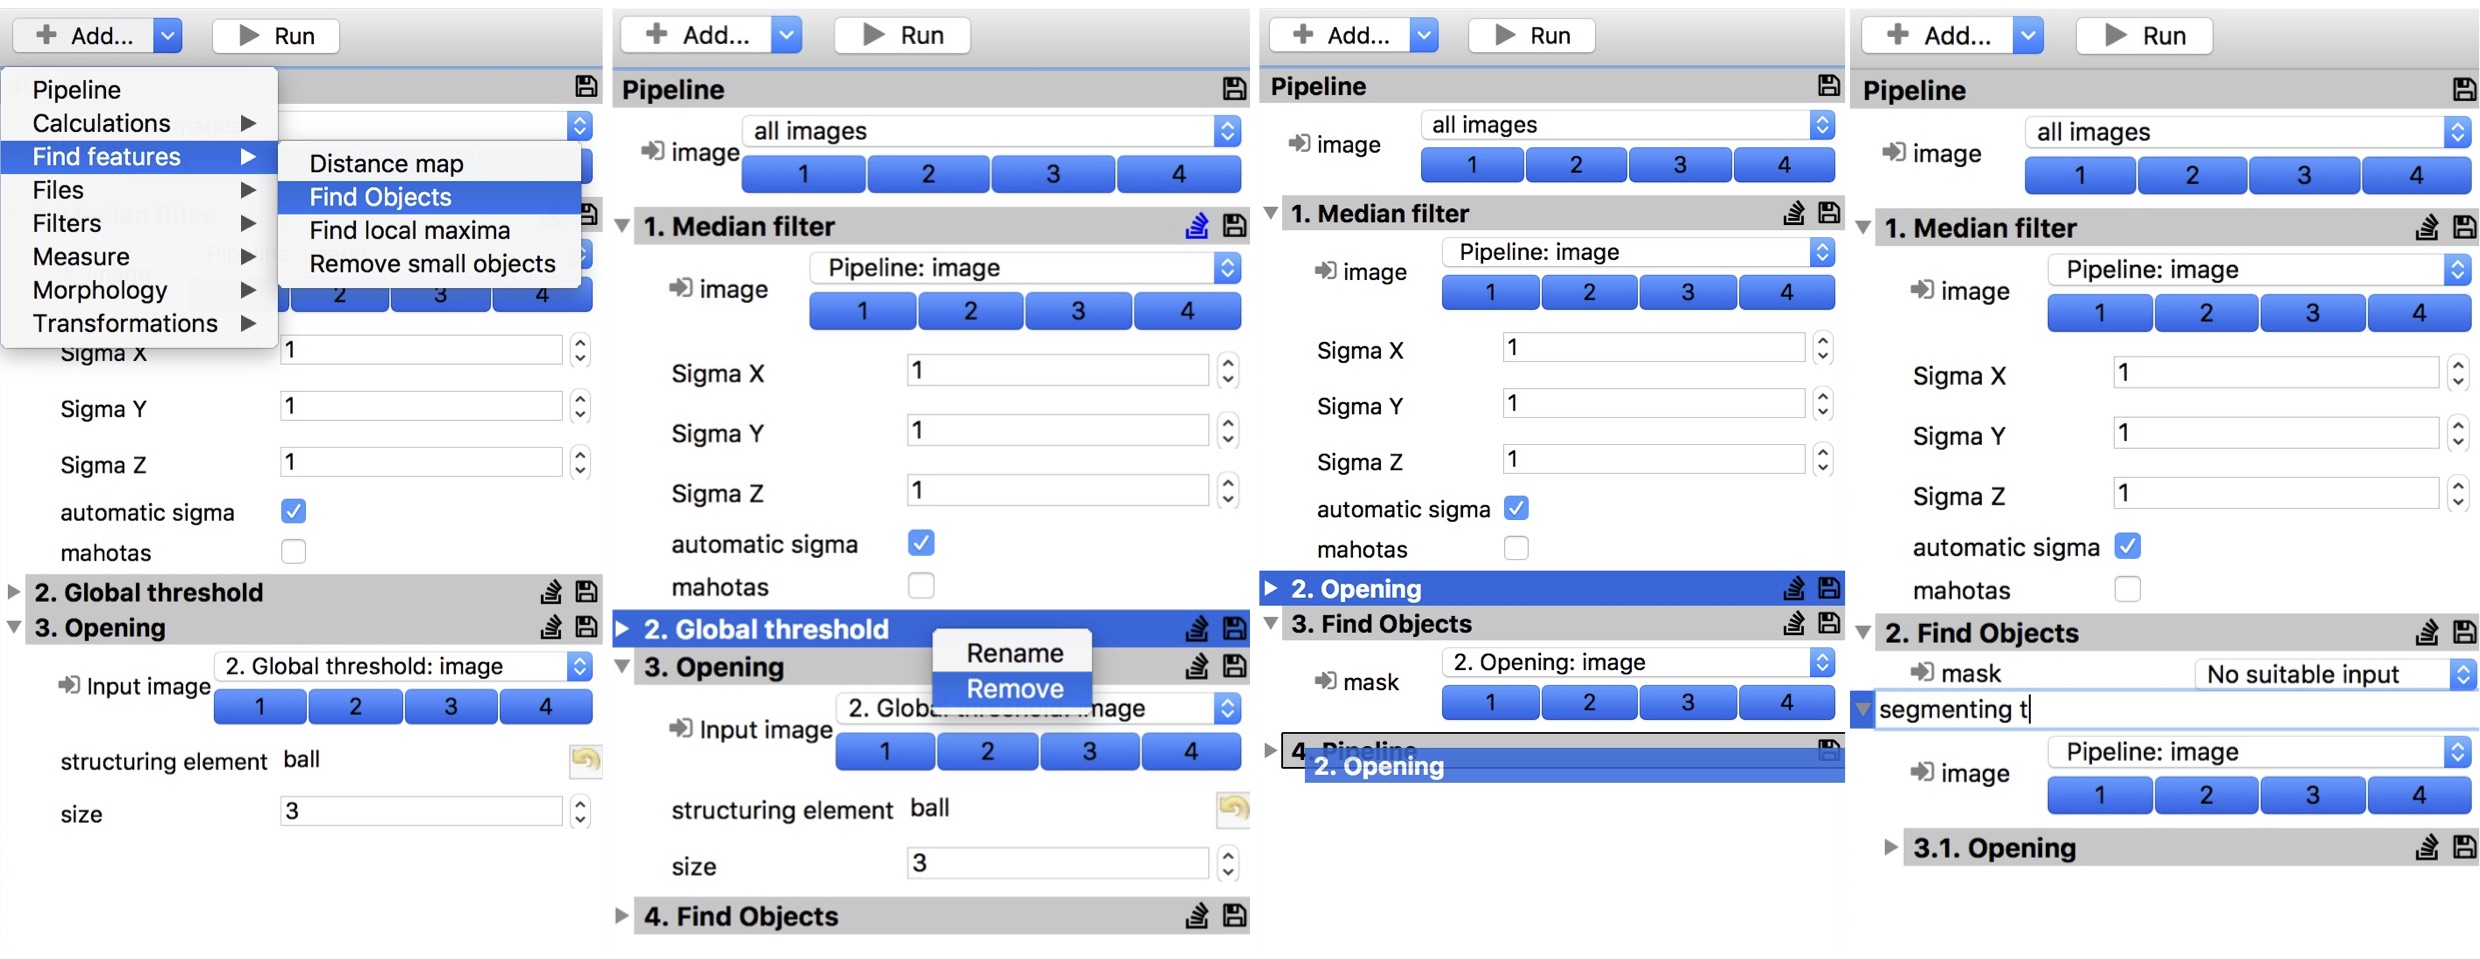 Add...
Run
Pipeline
Calculations
Find features
Files
Filters
Measure
Morphology
Transformations
Distance map
Find Objects
Find local maxima
Remove small objects
2 3 4
Sigma X 1
Sigma Y 1
Sigma Z 1
automatic sigma
mahotas
2. Global threshold
3. Opening
Input image 2. Global threshold: image
1 2 3 4
structuring element ball
size 3
Add...
Run
Pipeline
image all images
1 2 3 4
1. Median filter
image Pipeline: image
1 2 3 4
Sigma X 1
Sigma Y 1
Sigma Z 1
automatic sigma
mahotas
2. Global threshold
Rename
Remove
3. Opening
Input image 2. Global threshold: image
1 2 3 4
structuring element ball
size 3
4. Find Objects
Add...
Run
Pipeline
image all images
1 2 3 4
1. Median filter
image Pipeline: image
1 2 3 4
Sigma X 1
Sigma Y 1
Sigma Z 1
automatic sigma
mahotas
2. Opening
3. Find Objects
mask 2. Opening: image
1 2 3 4
4. Pipeline
2. Opening
Add...
Run
Pipeline
image all images
1 2 3 4
1. Median filter
image Pipeline: image
1 2 3 4
Sigma X 1
Sigma Y 1
Sigma Z 1
automatic sigma
mahotas
2. Find Objects
mask No suitable input
segmenting t
image Pipeline: image
1 2 3 4
3.1. Opening